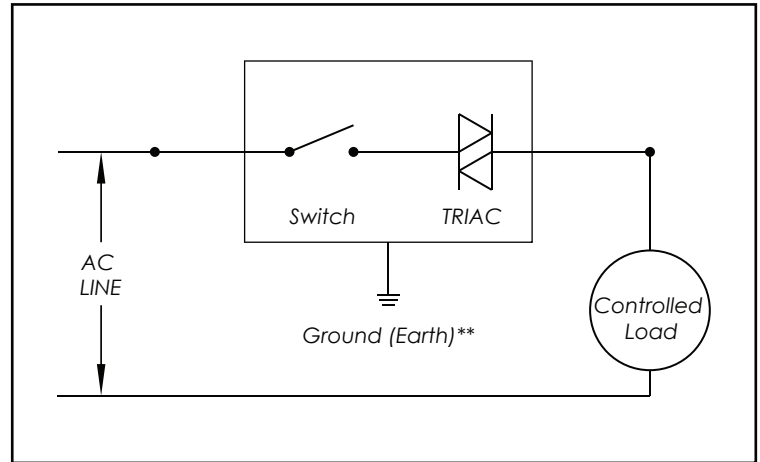 Switch
TRIAC
AC
LINE
Ground (Earth)**
Controlled
Load